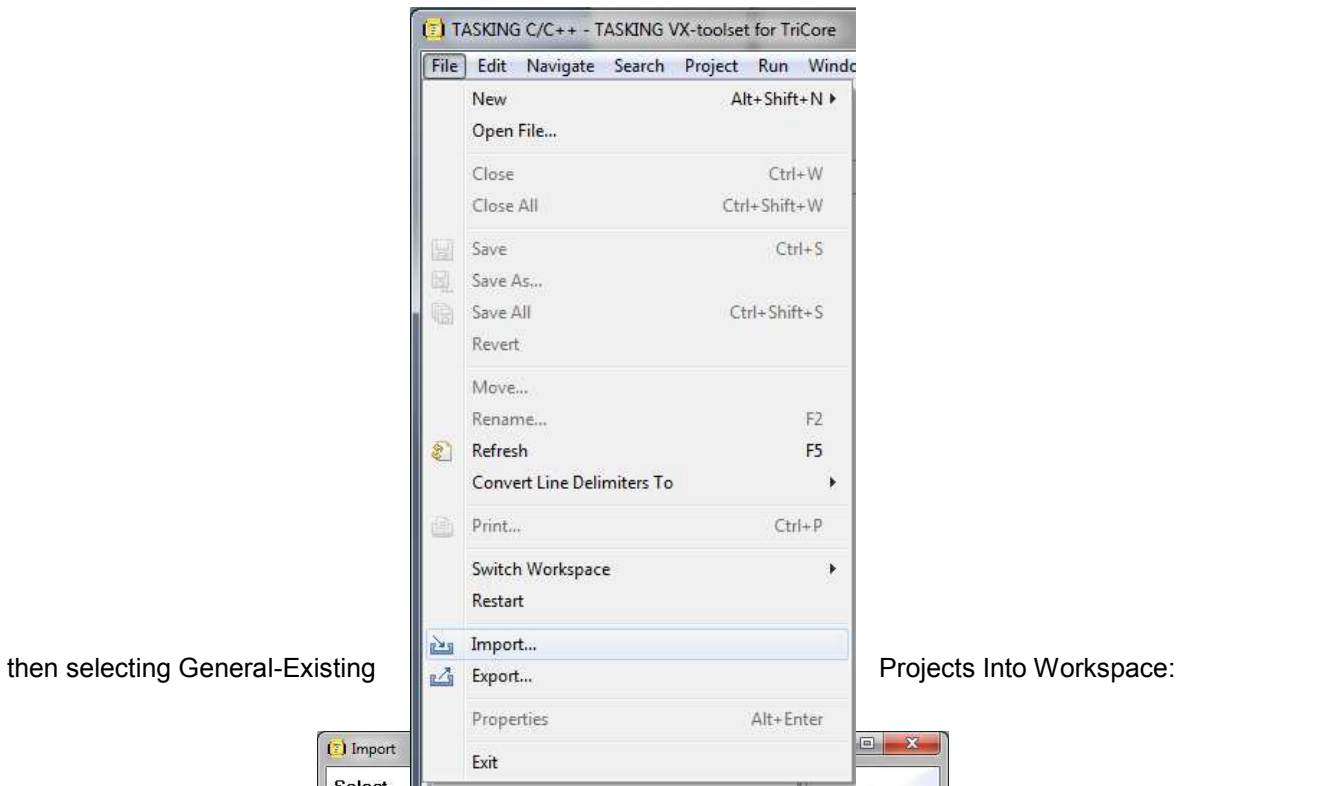 TASKING C/C++ - TASKING VX-toolset for TriCore
File Edit Navigate Search Project Run Windo
New Alt+Shift+N
Open File...
Close Ctrl+W
Close All Ctrl+Shift+W
Save Ctrl+S
Save As...
Save All Ctrl+Shift+S
Revert
Move...
Rename... F2
Refresh F5
Convert Line Delimiters To
Print... Ctrl+P
Switch Workspace
Restart
Import...
then selecting General-Existing Projects Into Workspace:
Export...
Properties Alt+Enter
Import
Exit
Select